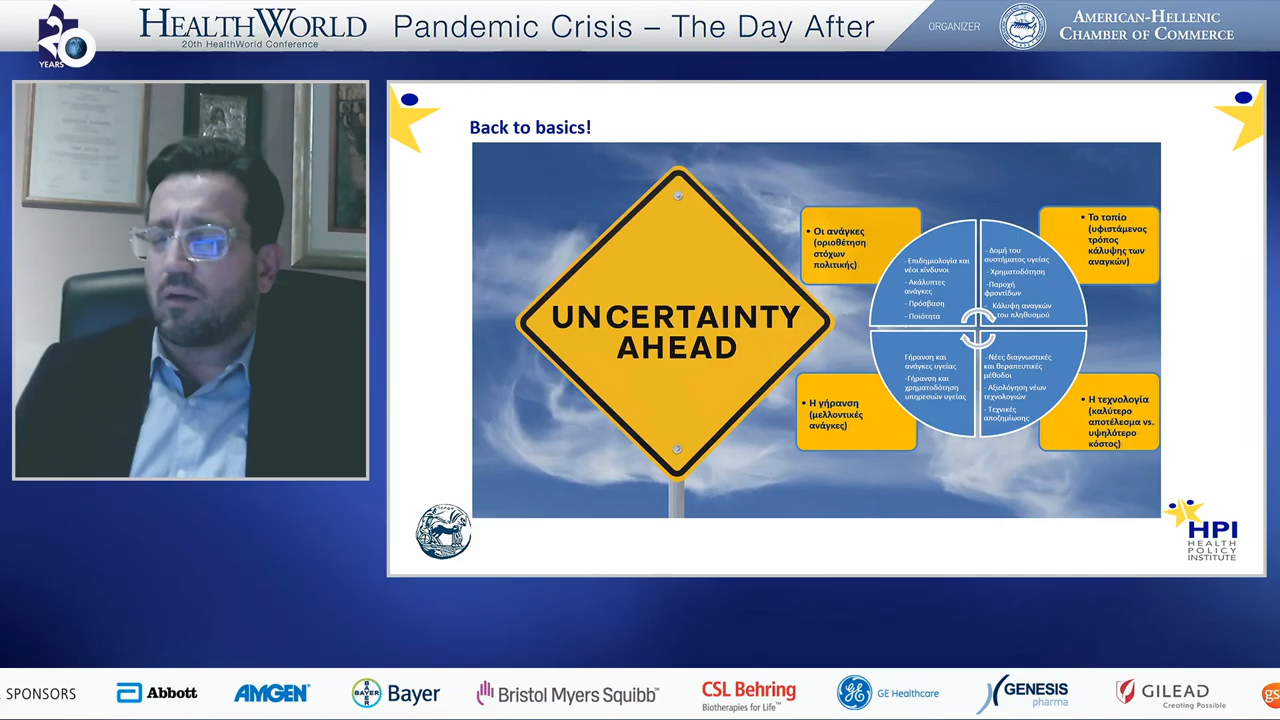 20
YEARS
HEALTHWORLD
20th HealthWorld Conference
Pandemic Crisis – The Day After
ORGANIZER
AMERICAN-HELLENIC
CHAMBER OF COMMERCE
Back to basics!
UNCERTAINTY
AHEAD
• Οι ανάγκες
(οριοθέτηση
στόχων
πολιτικής)
- Επιδημιολογία και
νέοι κίνδυνοι
- Ακάλυπτες
ανάγκες
- Πρόσβαση
- Ποιότητα
- Δομή του
συστήματος υγείας
- Χρηματοδότηση
-Παροχή
φροντίδων
- Κάλυψη αναγκών
του πληθυσμού
• Το τοπίο
(υφιστάμενος
τρόπος
κάλυψης των
αναγκών)
• Η γήρανση
(μελλοντικές
ανάγκες)
Γήρανση και
ανάγκες υγείας
-Γήρανση και
χρηματοδότηση
υπηρεσιών υγείας
- Νέες διαγνωστικές
και θεραπευτικές
μέθοδοι
- Αξιολόγηση νέων
τεχνολογιών
- Τεχνικές
αποζημίωσης
• Η τεχνολογία
(καλύτερο
αποτέλεσμα vs.
υψηλότερο
κόστος)
HPI
HEALTH
POLICY
INSTITUTE
SPONSORS
Abbott
AMGEN
BAYER
Bayer
Bristol Myers Squibb™
CSL Behring
Biotherapies for Life™
GE Healthcare
GENESIS
pharma
GILEAD
Creating Possible
gs